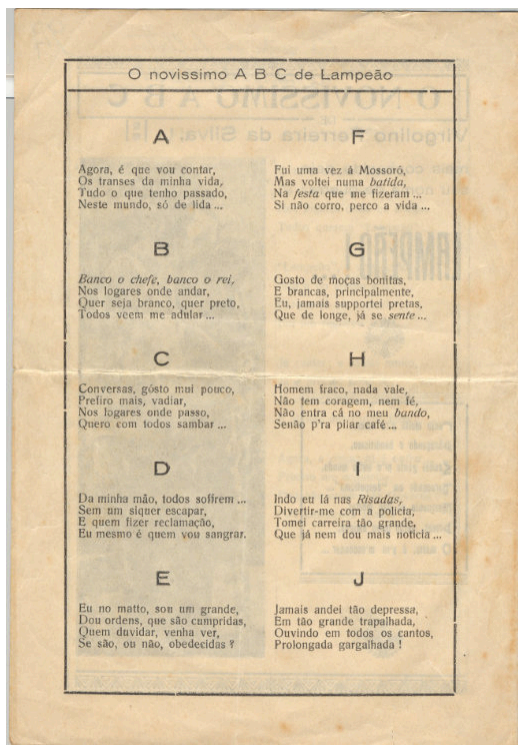 O novissimo A B C de Lampeão
A
Agora, é que vou contar,
Os transes da minha vida,
Tudo o que tenho passado,
Neste mundo, só de lida ...
B
Banco o chefe, banco o rei,
Nos logares onde andar,
Quer seja branco, quer preto,
Todos veem me adular ...
C
Conversas, gósto mui pouco,
Prefiro mais, vadiar,
Nos logares onde passo,
Quero com todos sambar ...
D
Da minha mão, todos soffrem ...
Sem um siquer escapar,
E quem fizer reclamação,
Eu mesmo é quem vou sangrar.
E
Eu no matto, sou um grande,
Dou ordens, que são cumpridas,
Quem duvidar, venha ver,
Se são, ou não, obedecidas ?
F
Fui uma vez á Mossoró,
Mas voltei numa batida,
Na festa que me fizeram ...
Si não corro, perco a vida ...
G
Gosto de moças bonitas,
E brancas, principalmente,
Eu, jamais supportei pretas,
Que de longe, já se sente ...
H
Homem fraco, nada vale,
Não tem coragem, nem fé,
Não entra cá no meu bando,
Senão p'ra pilar café ...
I
Indo eu lá nas Risadas,
Divertir-me com a policia,
Tomei carreira tão grande,
Que já nem dou mais noticia ...
J
Jamais andei tão depressa,
Em tão grande trapalhada,
Ouvindo em todos os cantos,
Prolongada gargalhada !